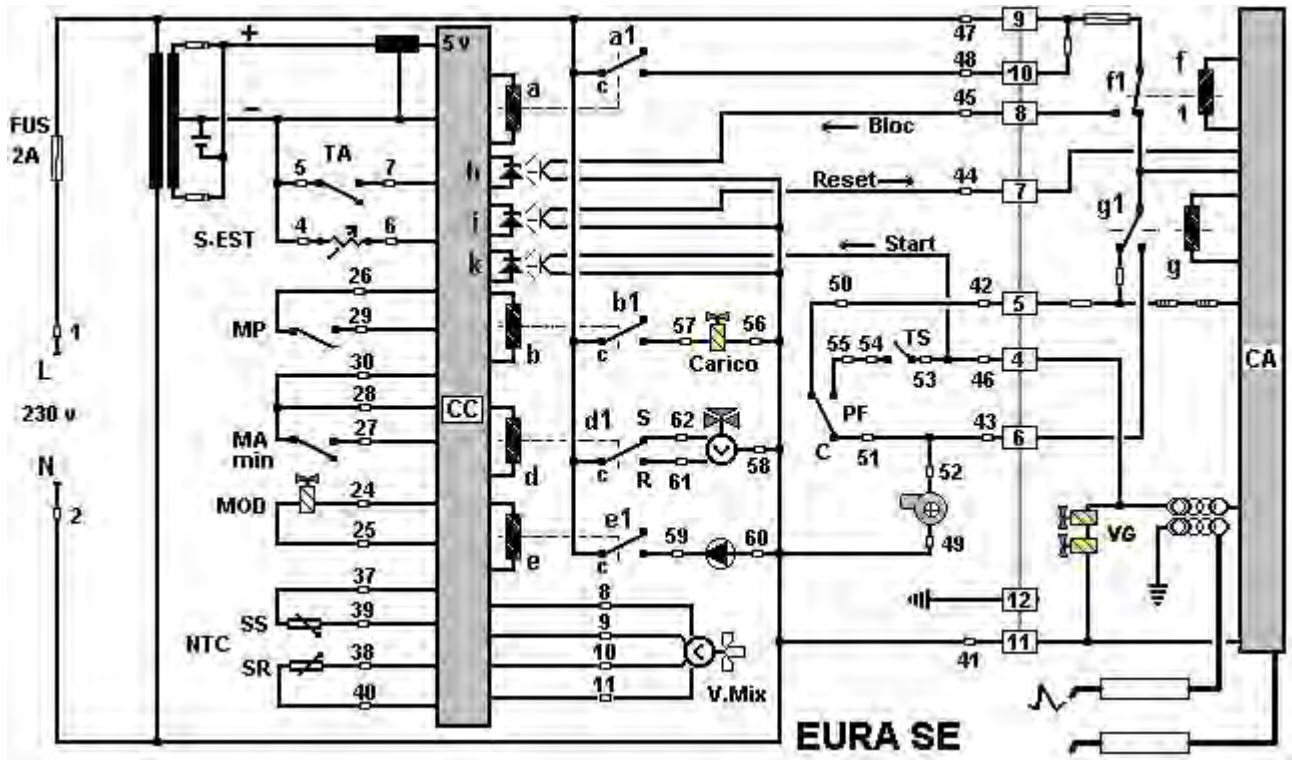 9
47
+
5 v
a1
f
48
10
c
a
f1
45
8
1
FUS
2A
−
← Bloc
TA
5
7
h
Reset→
44
7
g1
4
6
S-EST
i
← Start
g
k
26
50
42
5
29
b1
MP
57
56
55
54
TS
4
CA
30
c
b
Carico
53
46
1
L
28
CC
230 v
27
d1
S
62
PF
43
6
MA
min
N
c
C
51
58
R
61
d
52
24
MOD
2
25
e1
59
60
49
VG
c
e
37
8
12
39
SS
9
NTC
38
10
11
SR
41
40
11
V.Mix
EURA SE